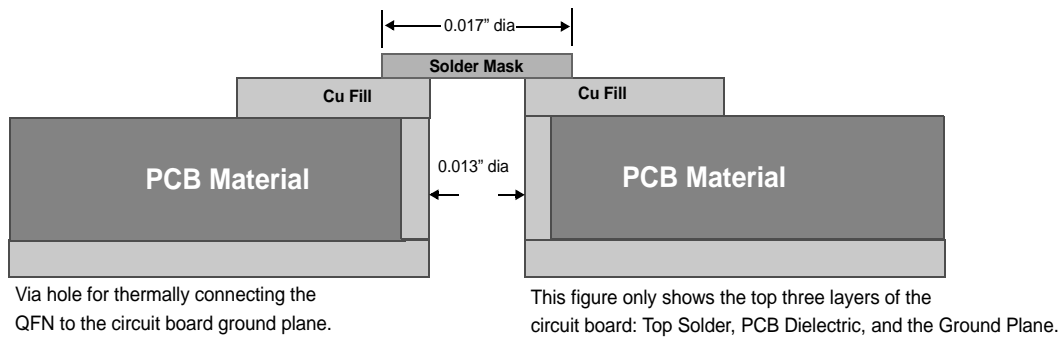 0.017” dia
Solder Mask
Cu Fill
Cu Fill
0.013” dia
PCB Material
PCB Material
Via hole for thermally connecting the
QFN to the circuit board ground plane.
This figure only shows the top three layers of the
circuit board: Top Solder, PCB Dielectric, and the Ground Plane.